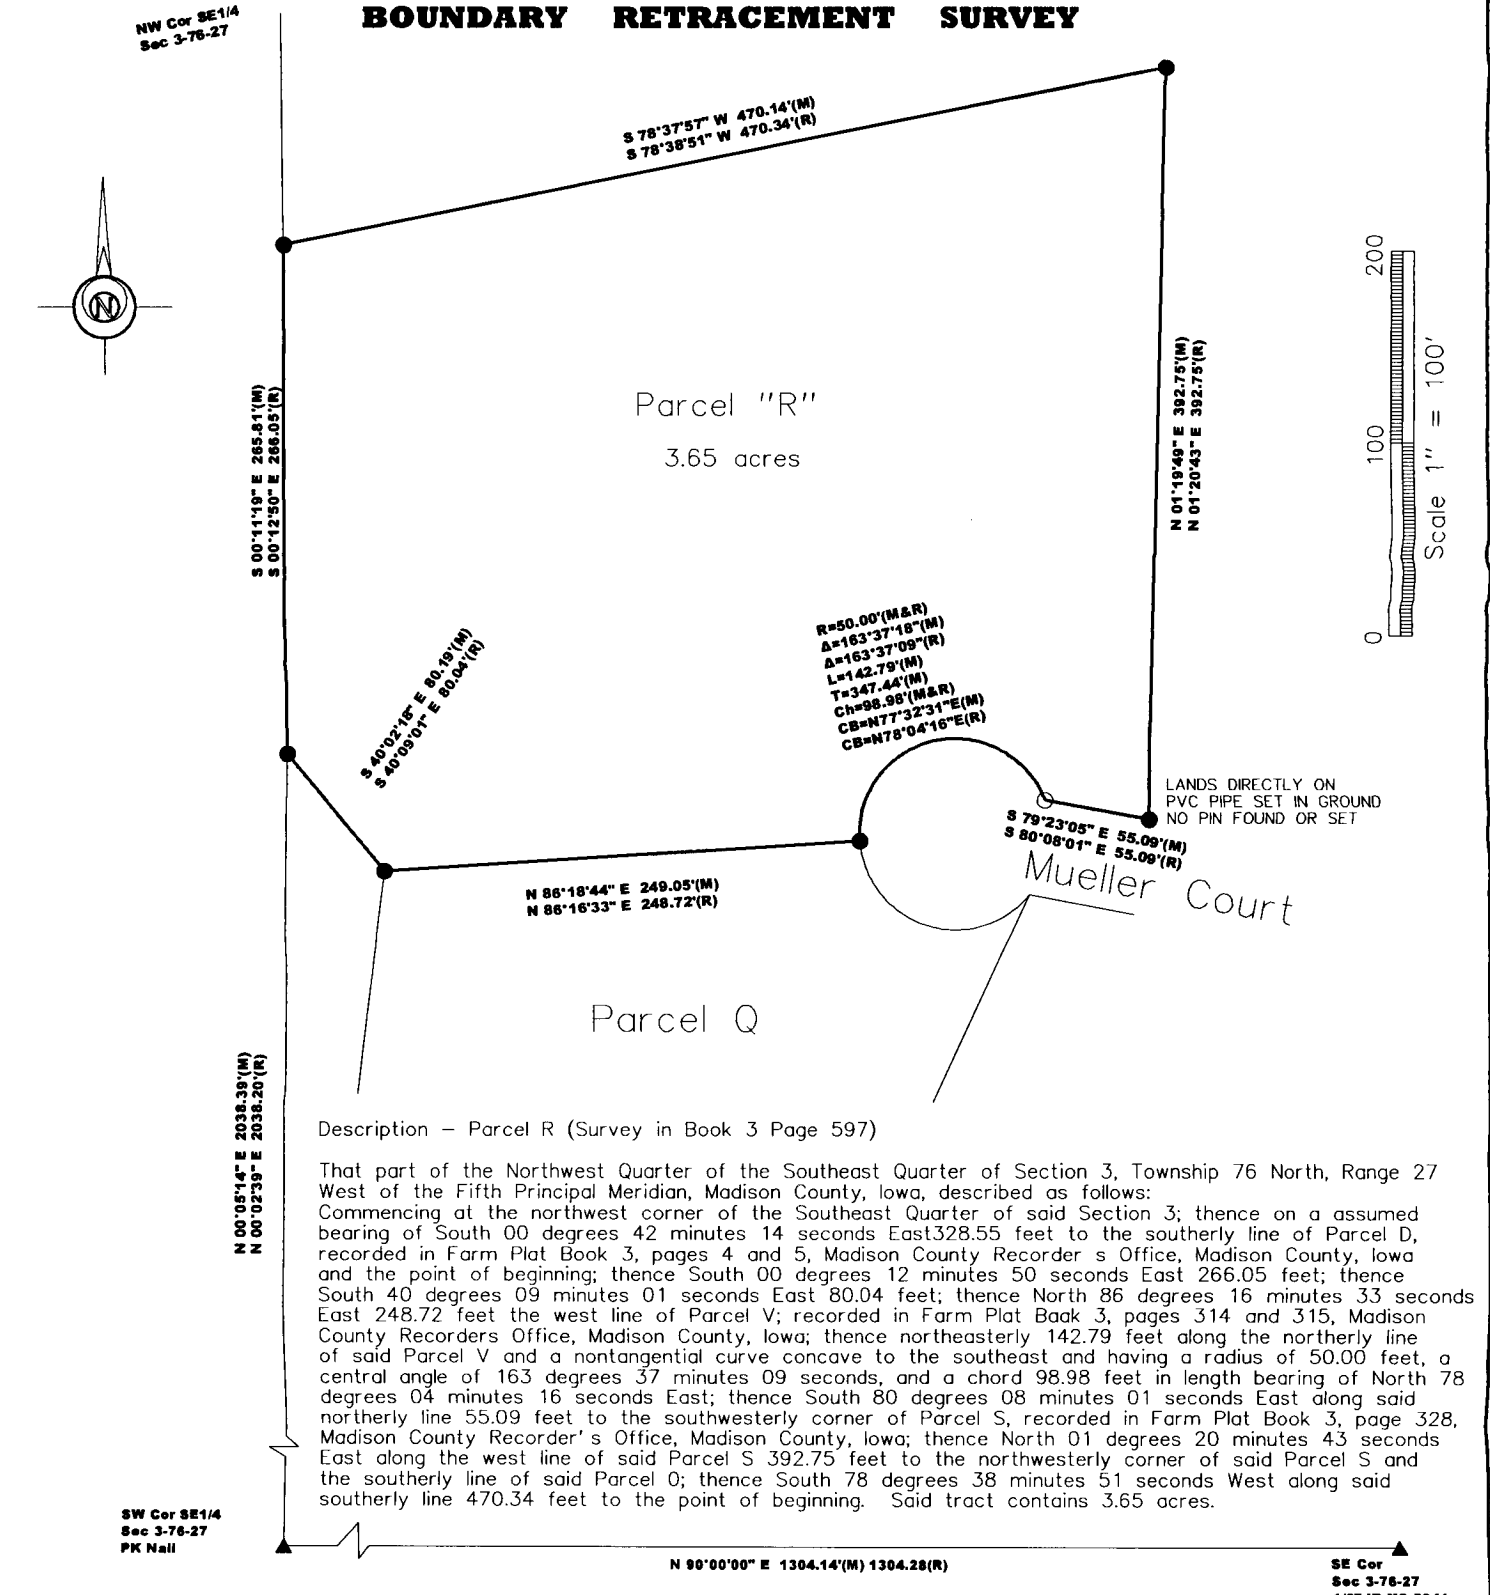 BOUNDARY RETRACEMENT SURVEY
NW Cor SE1/4
Sec 3-76-27
S 78°37'57" W 470.14'(M)
S 78°38'51" W 470.34'(R)
N
S 00°11'19" E 265.81'(M)
S 00°12'50" E 266.05'(R)
Parcel "R"
3.65 acres
N 01°19'49" E 392.75'(M)
N 01°20'43" E 392.75'(R)
200
100
0
Scale 1" = 100'
S 40°02'18" E 80.19'(M)
S 40°09'01" E 80.04'(R)
R=50.00'(M&R)
Δ=163°37'18"(M)
Δ=163°37'09"(R)
L=142.79'(M)
T=347.44'(M)
Ch=98.98'(M&R)
CB=N77°32'31"E(M)
CB=N78°04'16"E(R)
LANDS DIRECTLY ON
PVC PIPE SET IN GROUND
NO PIN FOUND OR SET
S 79°23'05" E 55.09'(M)
S 80°08'01" E 55.09'(R)
Mueller Court
N 86°18'44" E 249.05'(M)
N 86°16'33" E 248.72'(R)
Parcel Q
N 00°05'14" E 2038.39'(M)
N 00°02'39" E 2038.20'(R)
Description – Parcel R (Survey in Book 3 Page 597)
That part of the Northwest Quarter of the Southeast Quarter of Section 3, Township 76 North, Range 27
West of the Fifth Principal Meridian, Madison County, Iowa, described as follows:
Commencing at the northwest corner of the Southeast Quarter of said Section 3; thence on a assumed
bearing of South 00 degrees 42 minutes 14 seconds East328.55 feet to the southerly line of Parcel D,
recorded in Farm Plat Book 3, pages 4 and 5, Madison County Recorder s Office, Madison County, Iowa
and the point of beginning; thence South 00 degrees 12 minutes 50 seconds East 266.05 feet; thence
South 40 degrees 09 minutes 01 seconds East 80.04 feet; thence North 86 degrees 16 minutes 33 seconds
East 248.72 feet the west line of Parcel V; recorded in Farm Plat Baak 3, pages 314 and 315, Madison
County Recorders Office, Madison County, Iowa; thence northeasterly 142.79 feet along the northerly line
of said Parcel V and a nontangential curve concave to the southeast and having a radius of 50.00 feet, a
central angle of 163 degrees 37 minutes 09 seconds, and a chord 98.98 feet in length bearing of North 78
degrees 04 minutes 16 seconds East; thence South 80 degrees 08 minutes 01 seconds East along said
northerly line 55.09 feet to the southwesterly corner of Parcel S, recorded in Farm Plat Book 3, page 328,
Madison County Recorder' s Office, Madison County, Iowa; thence North 01 degrees 20 minutes 43 seconds
East along the west line of said Parcel S 392.75 feet to the northwesterly corner of said Parcel S and
the southerly line of said Parcel O; thence South 78 degrees 38 minutes 51 seconds West along said
southerly line 470.34 feet to the point of beginning. Said tract contains 3.65 acres.
SW Cor SE1/4
Sec 3-76-27
PK Nail
N 90°00'00" E 1304.14'(M) 1304.28(R)
SE Cor
Sec 3-76-27